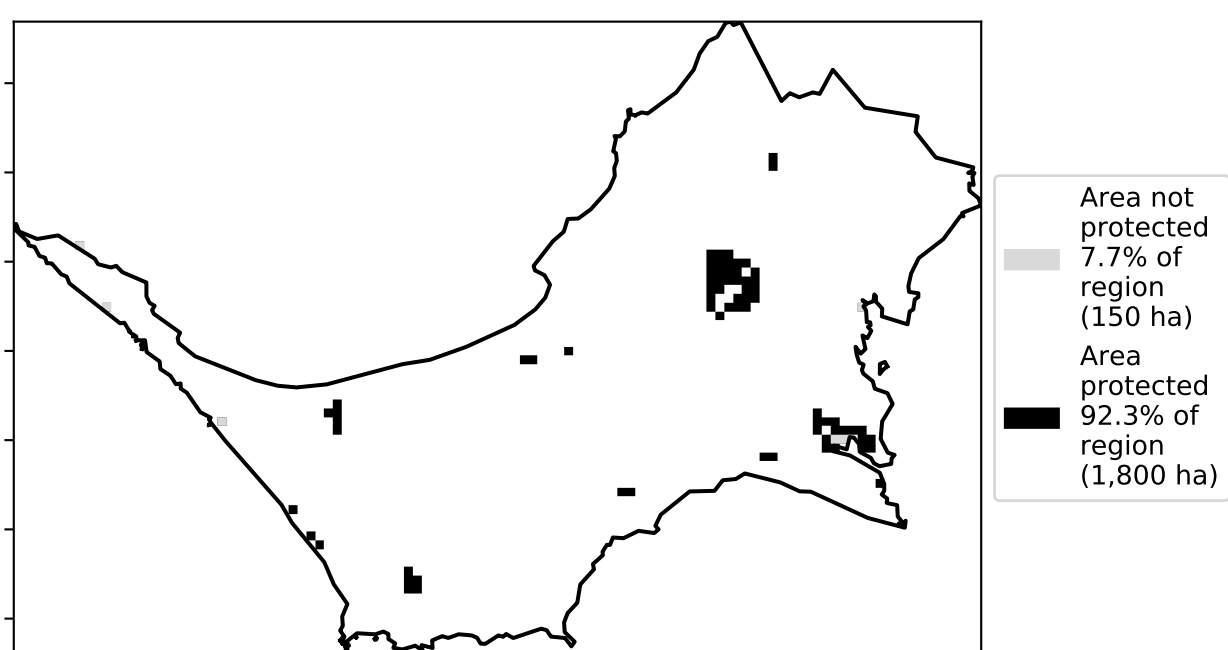 Area not
protected
7.7% of
region
(150 ha)
Area
protected
92.3% of
region
(1,800 ha)